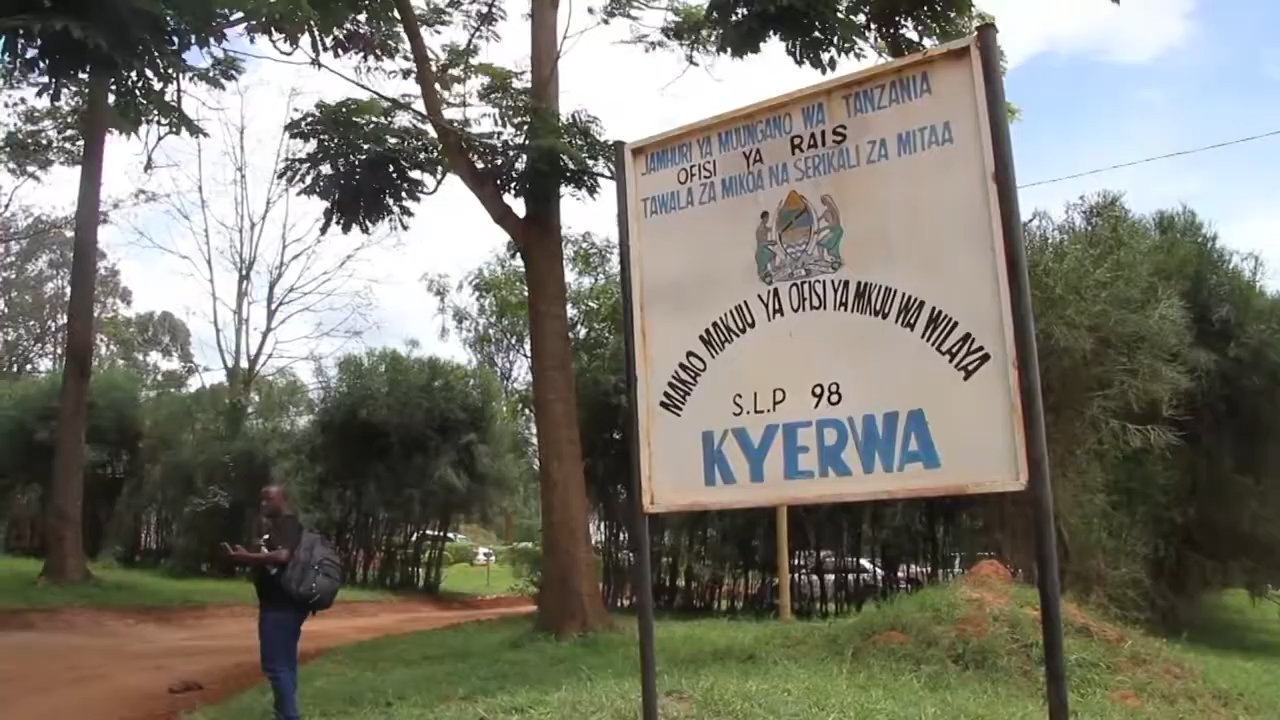 JAMHURI YA MUUNGANO WA TANZANIA
OFISI YA RAIS
TAWALA ZA MIKOA NA SERIKALI ZA MITAA
MAKAO MAKUU YA OFISI YA MKUU WA WILAYA
S.L.P 98
KYERWA